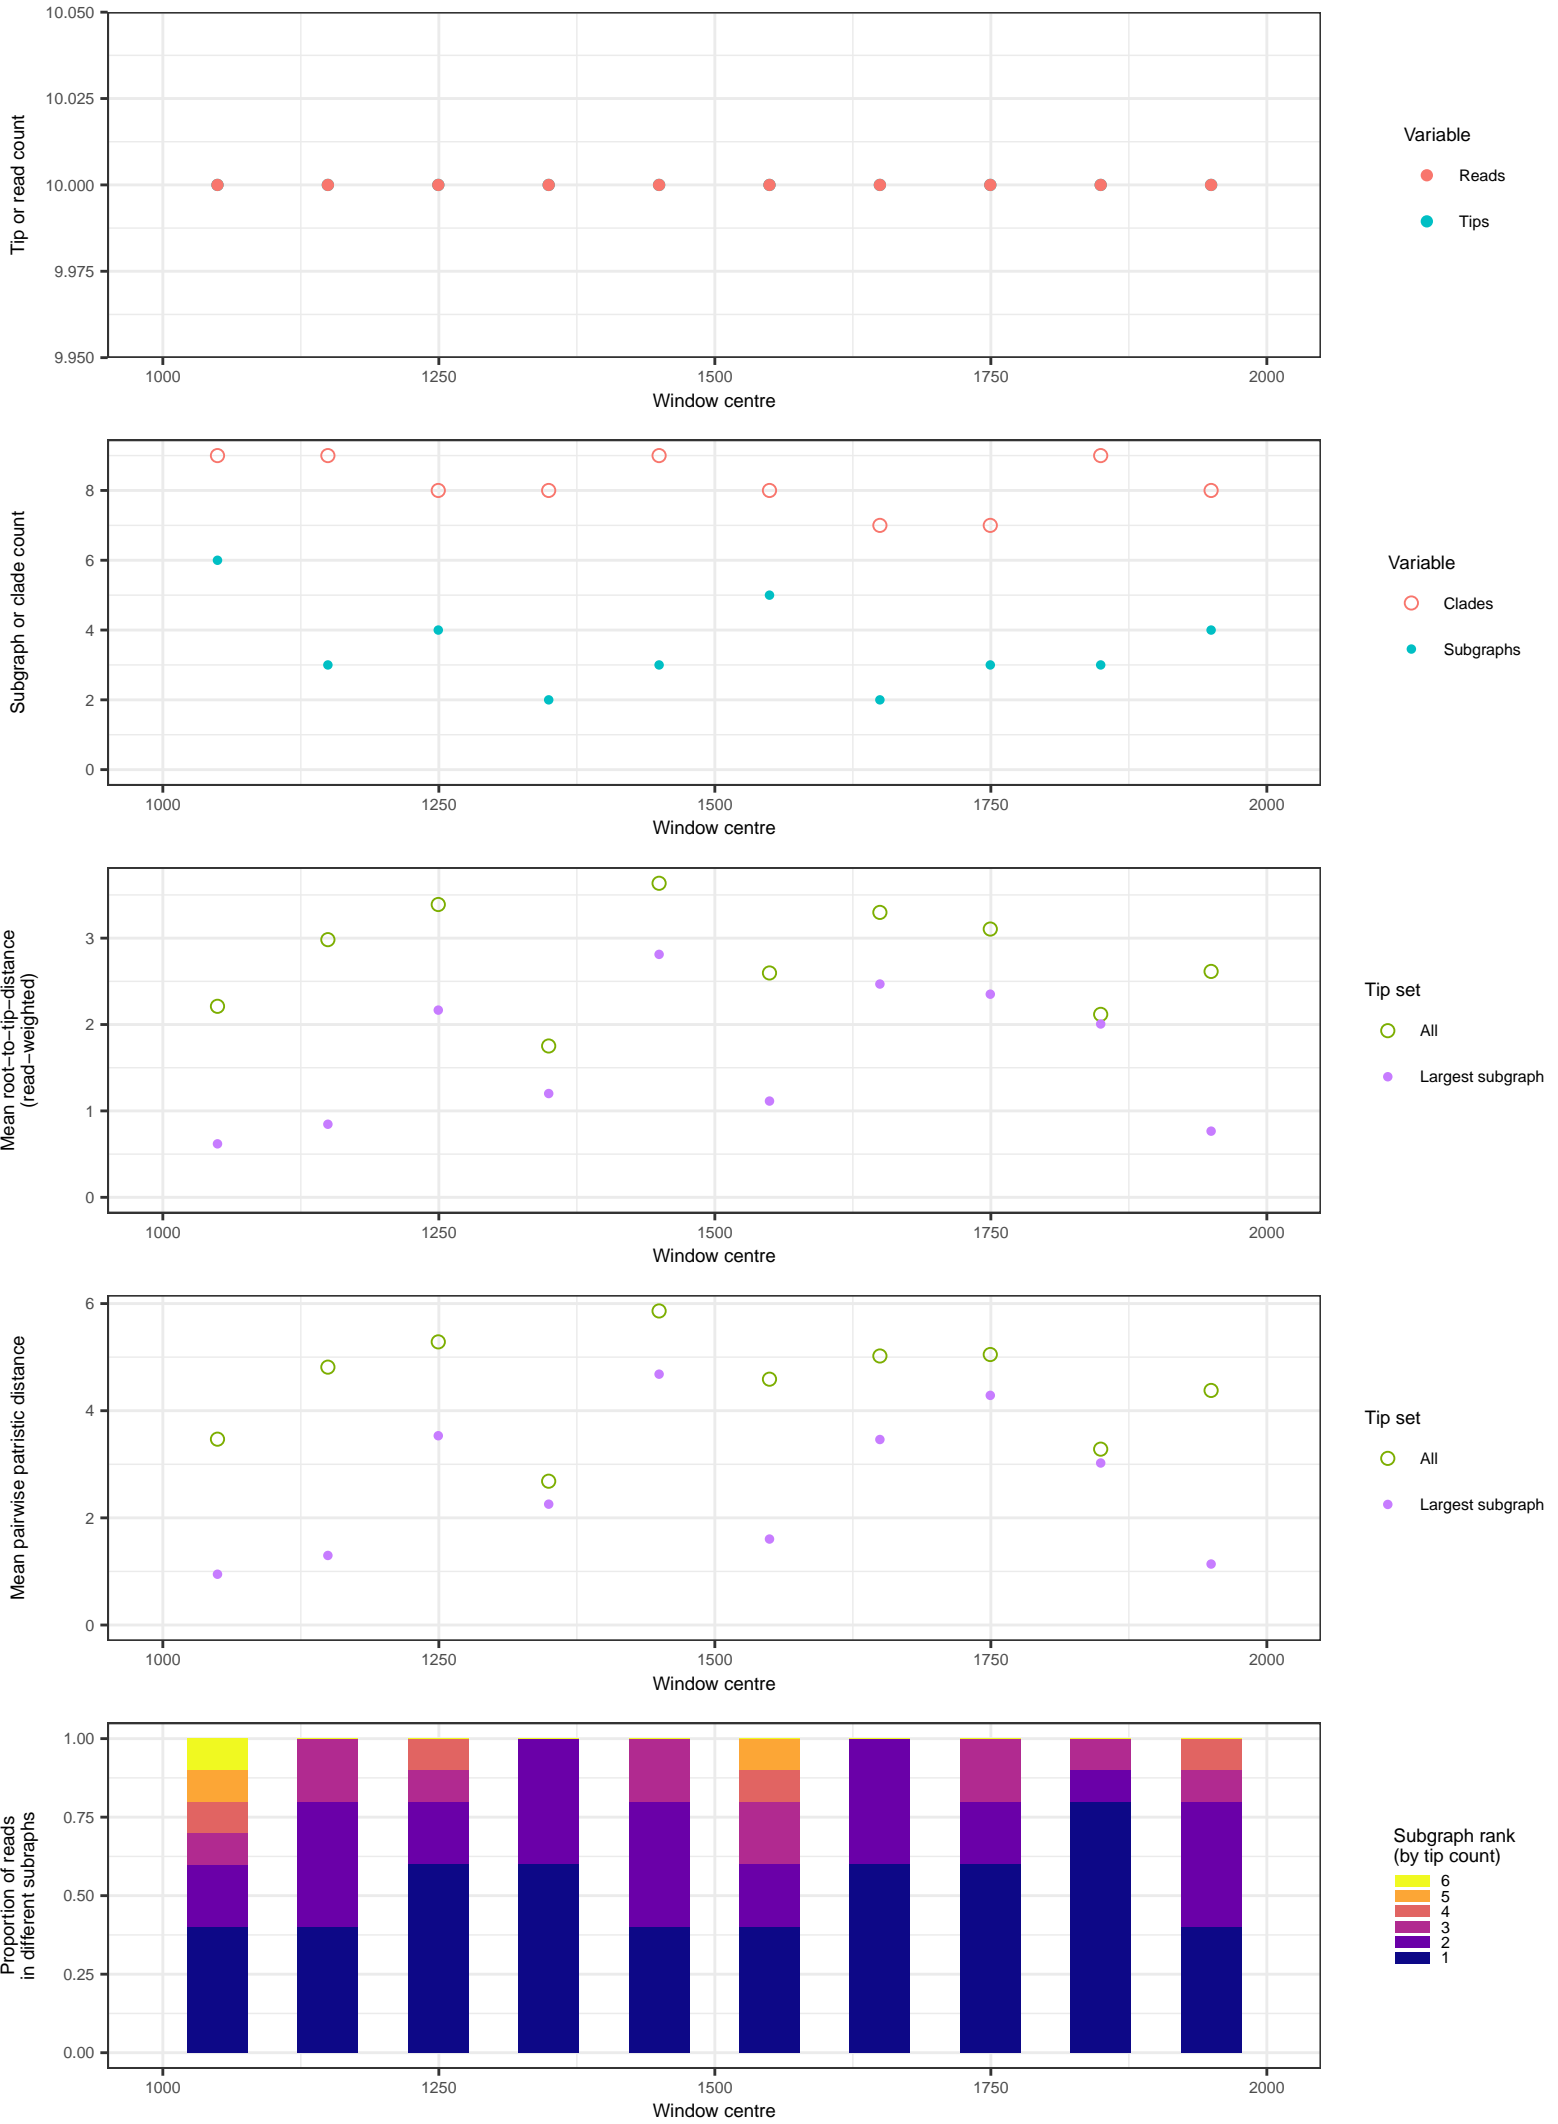 10.050
10.025
10.000
9.975
9.950
Tip or read count
1000
1250
1500
1750
2000
Window centre
Variable
Reads
Tips
8
6
4
2
0
Subgraph or clade count
1000
1250
1500
1750
2000
Window centre
Variable
Clades
Subgraphs
3
2
1
0
Mean root−to−tip−distance
(read−weighted)
1000
1250
1500
1750
2000
Window centre
Tip set
All
Largest subgraph
6
4
2
0
Mean pairwise patristic distance
1000
1250
1500
1750
2000
Window centre
Tip set
All
Largest subgraph
1.00
0.75
0.50
0.25
0.00
Proportion of reads
in different subraphs
1000
1250
1500
1750
2000
Window centre
Subgraph rank
(by tip count)
6
5
4
3
2
1